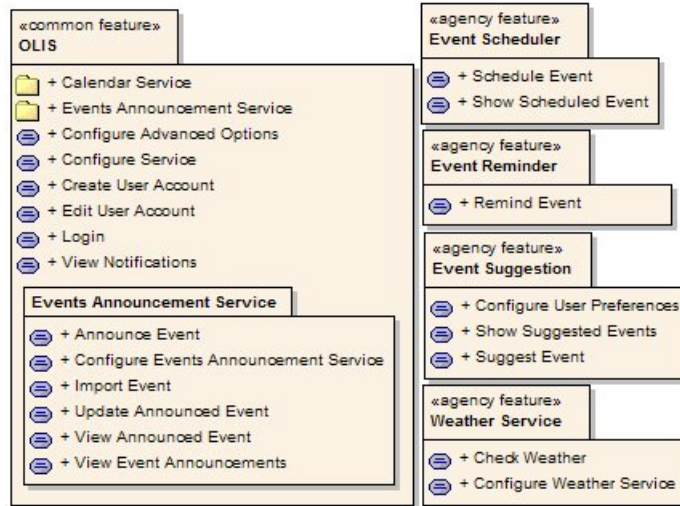 «common feature»
OLIS
+ Calendar Service
+ Events Announcement Service
+ Configure Advanced Options
+ Configure Service
+ Create User Account
+ Edit User Account
+ Login
+ View Notifications
Events Announcement Service
+ Announce Event
+ Configure Events Announcement Service
+ Import Event
+ Update Announced Event
+ View Announced Event
+ View Event Announcements
«agency feature»
Event Scheduler
+ Schedule Event
+ Show Scheduled Event
«agency feature»
Event Reminder
+ Remind Event
«agency feature»
Event Suggestion
+ Configure User Preferences
+ Show Suggested Events
+ Suggest Event
«agency feature»
Weather Service
+ Check Weather
+ Configure Weather Service